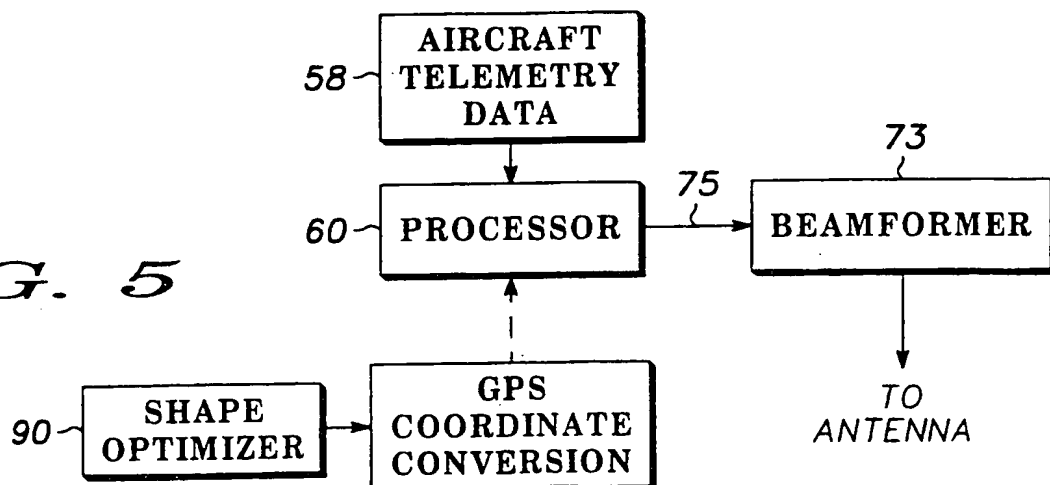 AIRCRAFT
TELEMETRY
DATA
58
75
73
60
PROCESSOR
BEAMFORMER
G. 5
GPS
COORDINATE
CONVERSION
90
SHAPE
OPTIMIZER
TO
ANTENNA